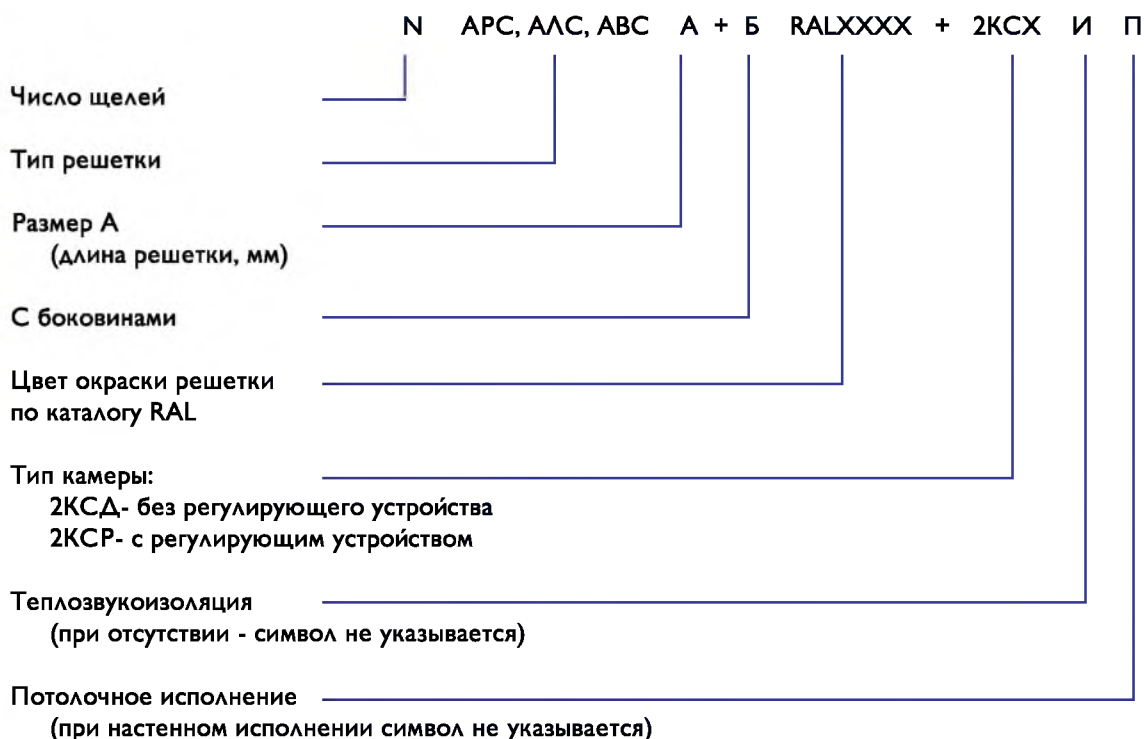 N АРС, АЛС, АВС А + Б RALXXXX + 2КСХ И П
Число щелей
Тип решетки
Размер А
(длина решетки, мм)
С боковинами
Цвет окраски решетки
по каталогу RAL
Тип камеры:
2КСД- без регулирующего устройства
2КСР- с регулирующим устройством
Теплозвукоизоляция
(при отсутствии - символ не указывается)
Потолочное исполнение
(при настенном исполнении символ не указывается)